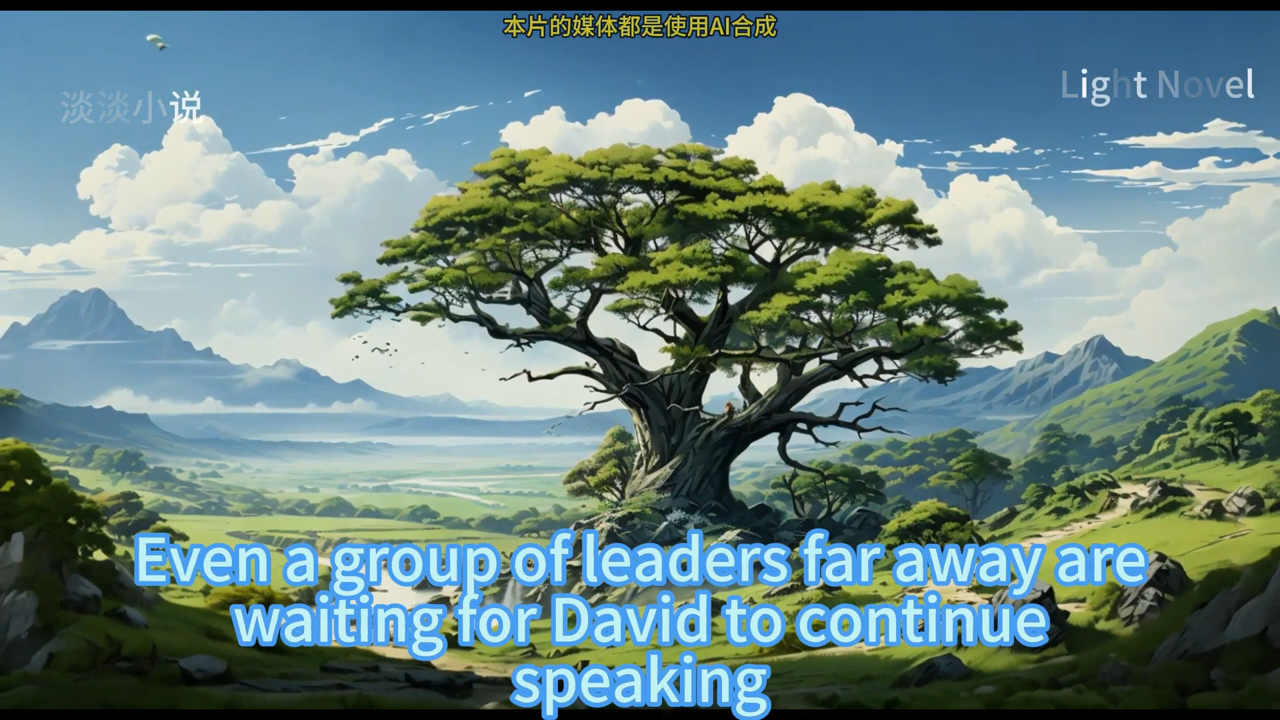 本片的媒体都是使用AI合成
淡淡小说
Light Novel
Even a group of leaders far away are
waiting for David to continue
speaking